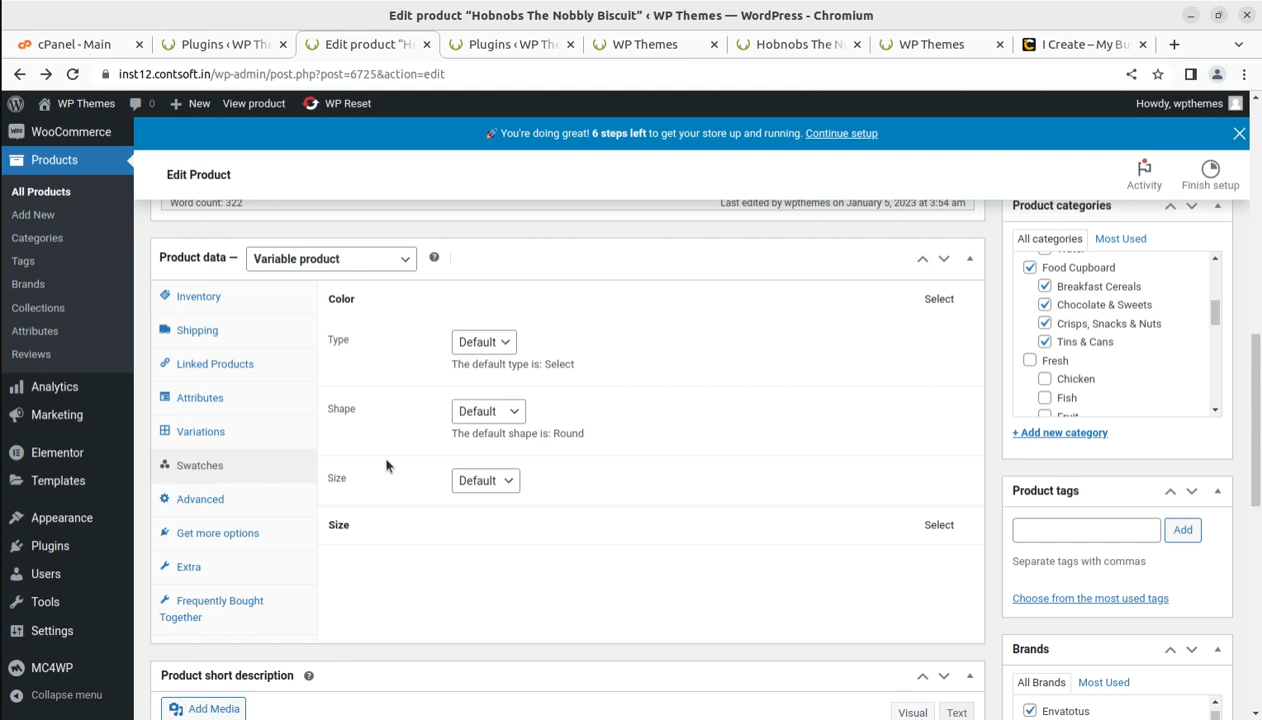 Edit product “Hobnobs The Nobbly Biscuit” ‹ WP Themes — WordPress - Chromium
cPanel - Main
Plugins ‹ WP The
Edit product “H
Plugins ‹ WP The
WP Themes
Hobnobs The N
WP Themes
I Create – My Bu
inst12.contsoft.in/wp-admin/post.php?post=6725&action=edit
WP Themes 0 New View product WP Reset Howdy, wpthemes
WooCommerce
Products
All Products
Add New
Categories
Tags
Brands
Collections
Attributes
Reviews
Analytics
Marketing
Elementor
Templates
Appearance
Plugins
Users
Tools
Settings
MC4WP
Collapse menu
🚀 You're doing great! 6 steps left to get your store up and running. Continue setup
Edit Product
Activity
Finish setup
Word count: 322
Last edited by wpthemes on January 5, 2023 at 3:54 am
Product data — Variable product
Inventory
Shipping
Linked Products
Attributes
Variations
Swatches
Advanced
Get more options
Extra
Frequently Bought
Together
Color Select
Type Default
The default type is: Select
Shape Default
The default shape is: Round
Size Default
Size Select
Product short description
Add Media
Visual Text
Product categories
All categories Most Used
Food Cupboard
Breakfast Cereals
Chocolate & Sweets
Crisps, Snacks & Nuts
Tins & Cans
Fresh
Chicken
Fish
Fruit
+ Add new category
Product tags
Add
Separate tags with commas
Choose from the most used tags
Brands
All Brands Most Used
Envatotus